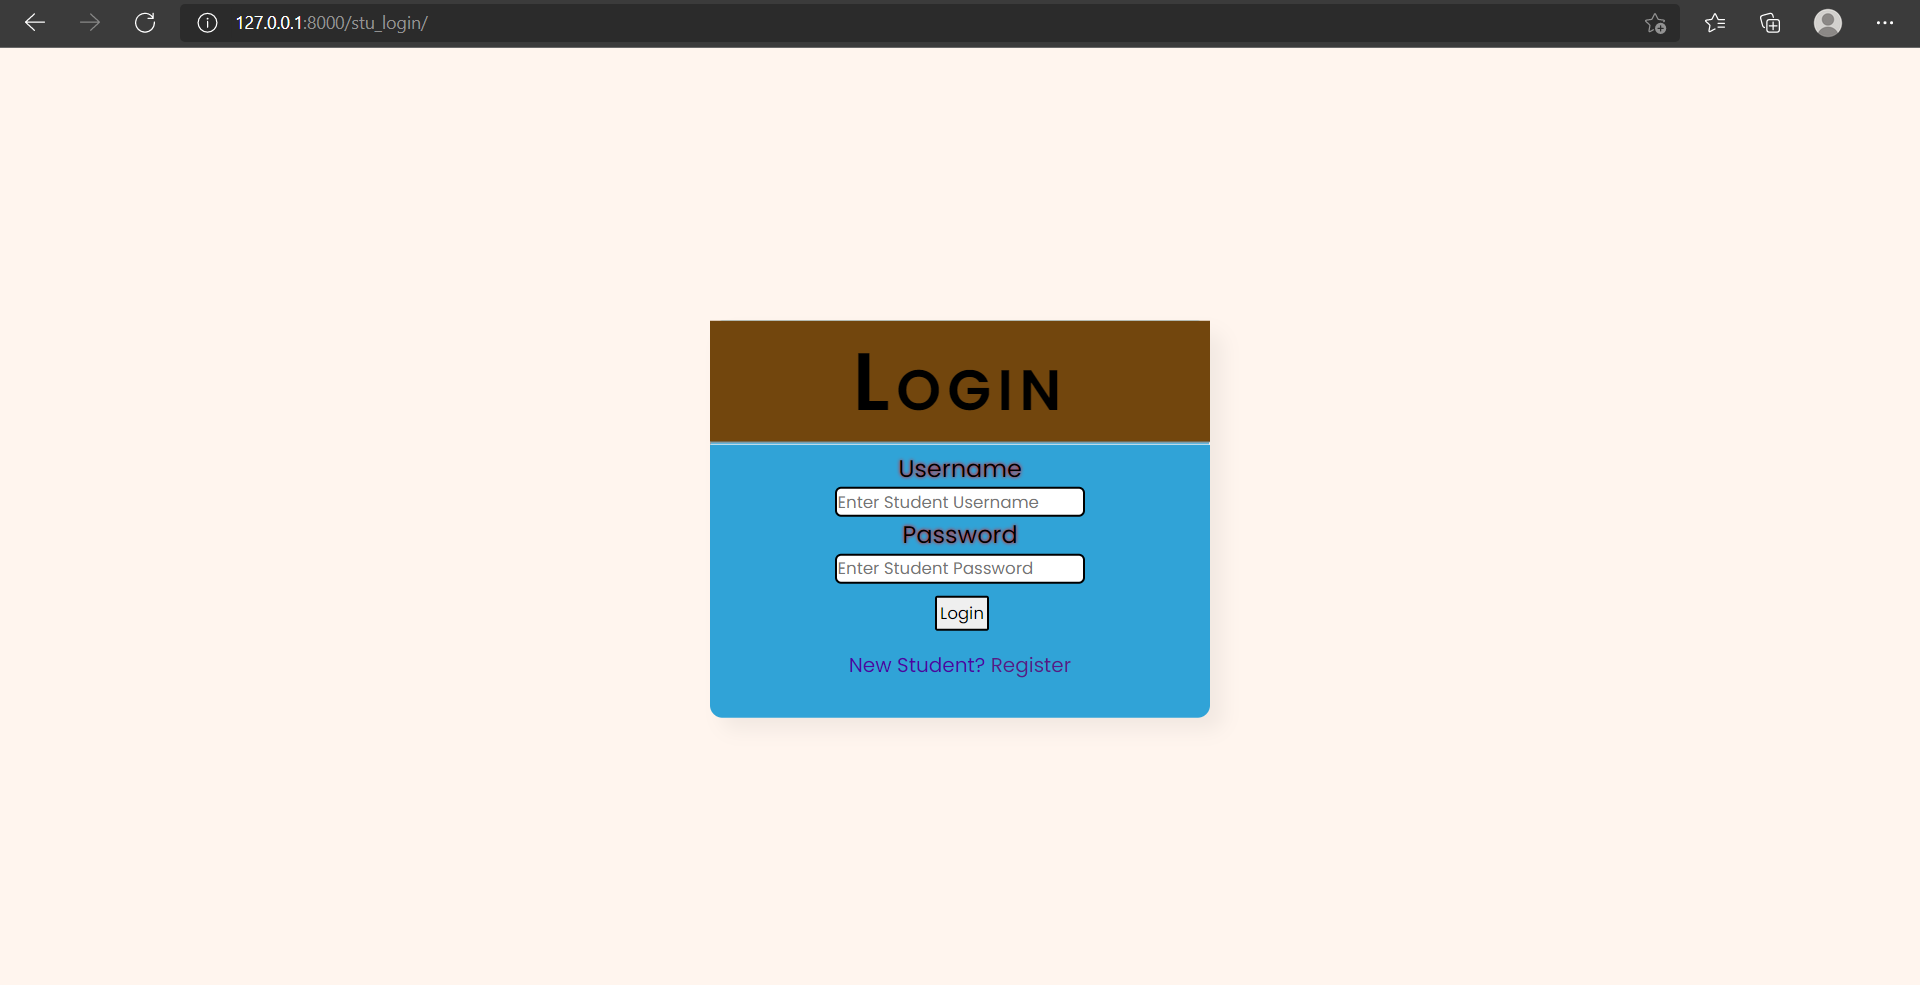 127.0.0.1:8000/stu_login/
Login
Username
Enter Student Username
Password
Enter Student Password
Login
New Student? Register